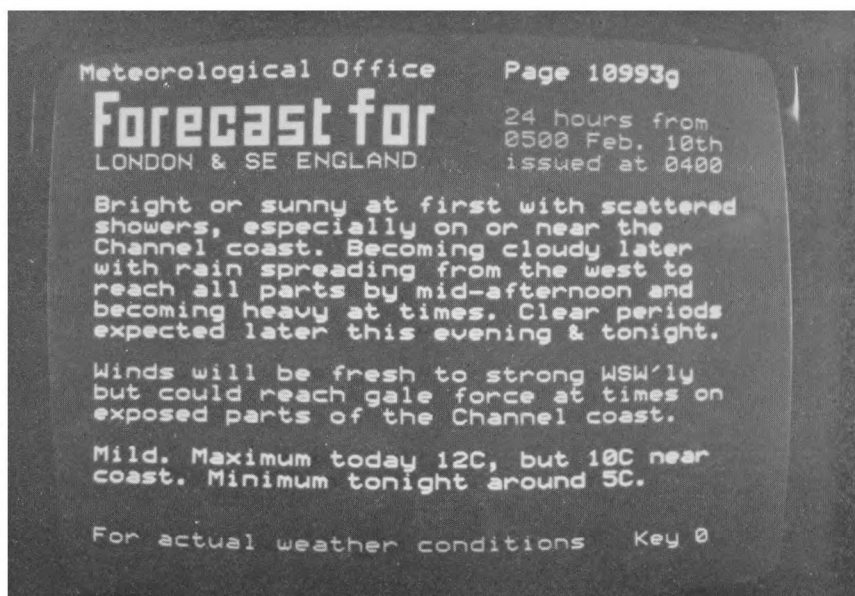 Meteorological Office Page 10993g
Forecast for
24 hours from
0500 Feb. 10th
LONDON & SE ENGLAND issued at 0400
Bright or sunny at first with scattered
showers, especially on or near the
Channel coast. Becoming cloudy later
with rain spreading from the west to
reach all parts by mid-afternoon and
becoming heavy at times. Clear periods
expected later this evening & tonight.
Winds will be fresh to strong WSW'ly
but could reach gale force at times on
exposed parts of the Channel coast.
Mild. Maximum today 12C, but 10C near
coast. Minimum tonight around 5C.
For actual weather conditions Key 0